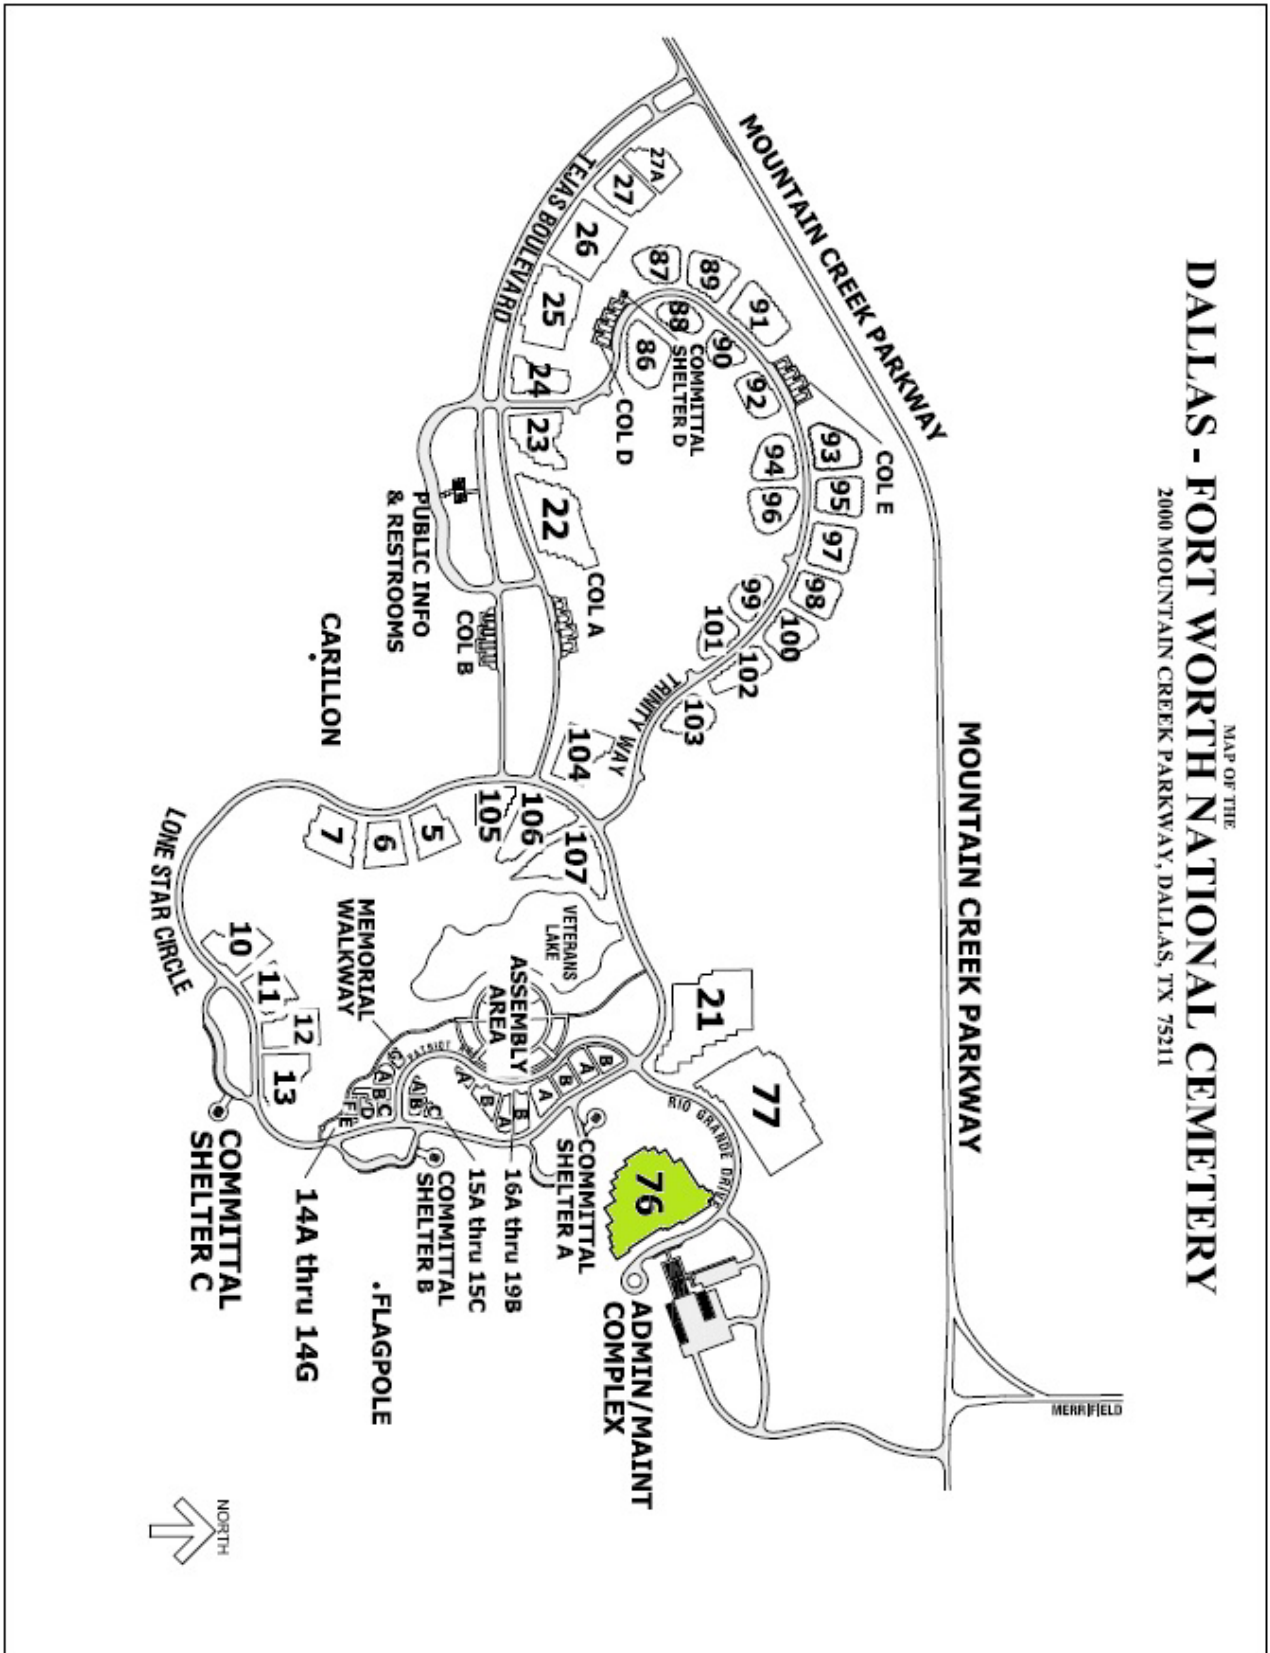 MAP OF THE
DALLAS - FORT WORTH NATIONAL CEMETERY
2000 MOUNTAIN CREEK PARKWAY, DALLAS, TX 75211
MOUNTAIN CREEK PARKWAY
MOUNTAIN CREEK PARKWAY
MERRIFIELD
TEJAS BOULEVARD
27A
27
26
25
24
23
22
87
89
91
88
90
86
92
COMMITTAL
SHELTER D
COL D
COL E
93
95
94
96
97
98
99
100
101
102
103
TRINITY WAY
104
COL A
COL B
PUBLIC INFO
& RESTROOMS
CARILLON
105
106
107
5
6
7
LONE STAR CIRCLE
VETERANS
LAKE
ASSEMBLY
AREA
MEMORIAL
WALKWAY
PATRIOT
10
11
12
13
21
77
RIO GRANDE DRIVE
76
B
A
B
A
B
A
B
A
A
B
C
G
A
B
C
D
F
E
COMMITTAL
SHELTER A
16A thru 19B
15A thru 15C
COMMITTAL
SHELTER B
14A thru 14G
COMMITTAL
SHELTER C
FLAGPOLE
ADMIN/MAINT
COMPLEX
NORTH